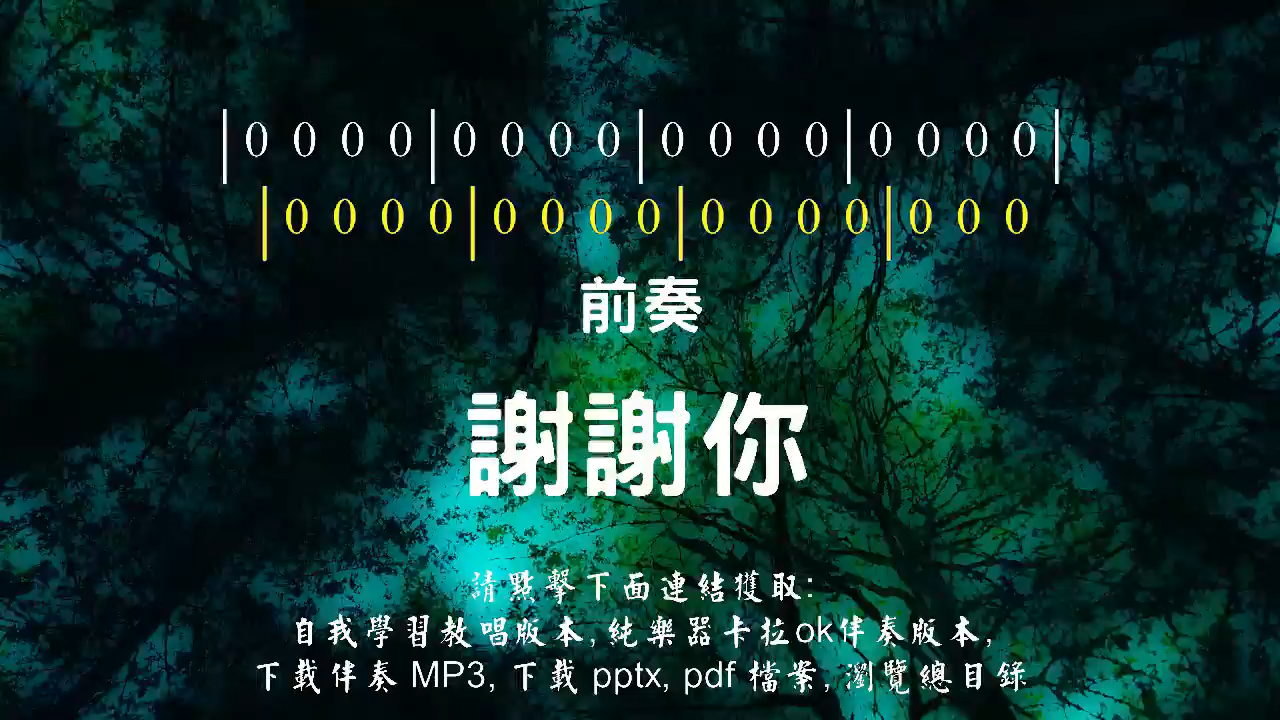 |0 0 0 0|0 0 0 0|0 0 0 0|0 0 0 0|
|0 0 0 0|0 0 0 0|0 0 0 0|0 0 0
前奏
謝謝你
請點擊下面連結獲取:
自我學習教唱版本, 純樂器卡拉ok伴奏版本,
下載伴奏 MP3, 下載 pptx, pdf 檔案, 瀏覽總目錄